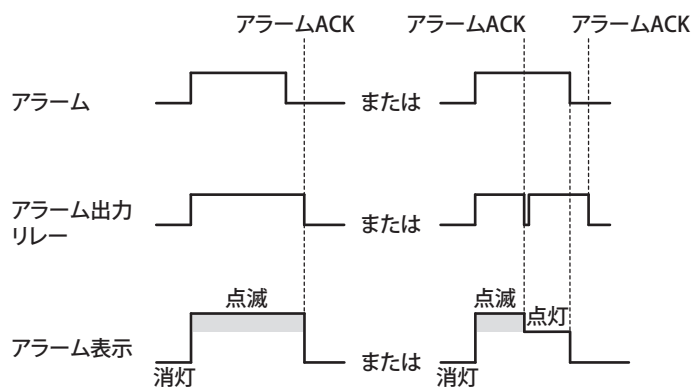 アラームACK アラームACK アラームACK
アラーム または
アラーム出力
リレー または
点滅 点滅 点灯
アラーム表示 または
消灯 消灯